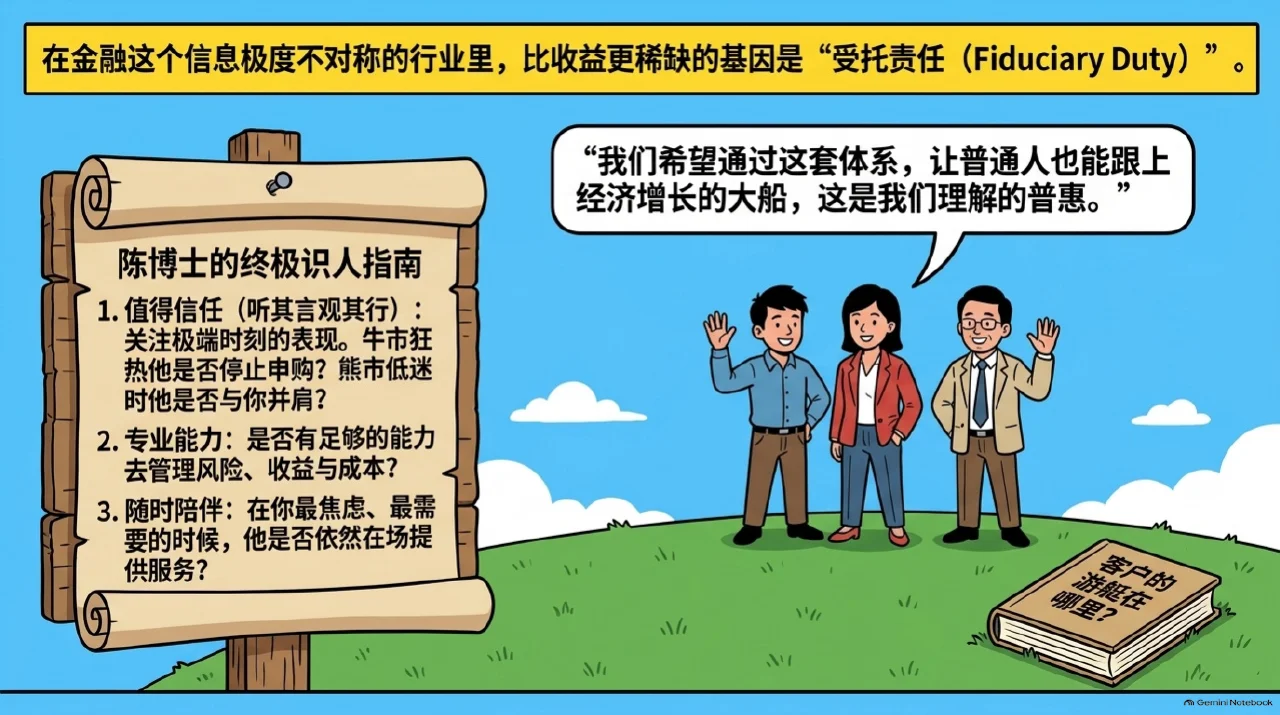 在金融这个信息极度不对称的行业里，比收益更稀缺的基因是“受托责任（Fiduciary Duty）”。
陈博士的终极识人指南
1. 值得信任（听其言观其行）：
关注极端时刻的表现。牛市狂
热他是否停止申购？熊市低迷
时他是否与你并肩？
2. 专业能力：是否有足够的能力
去管理风险、收益与成本？
3. 随时陪伴：在你最焦虑、最需
要的时候，他是否依然在场提
供服务？
“我们希望通过这套体系，让普通人也能跟上
经济增长的大船，这是我们理解的普惠。”
客户的
游艇在
哪里？
Gemini Notebook